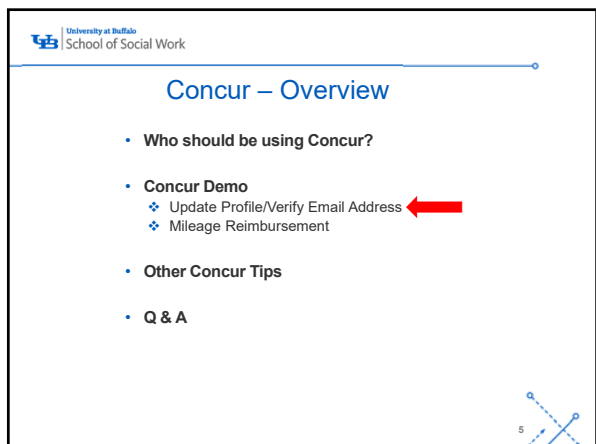 University at Buffalo
School of Social Work
Concur – Overview
• Who should be using Concur?
• Concur Demo
❖ Update Profile/Verify Email Address
❖ Mileage Reimbursement
• Other Concur Tips
• Q & A
5